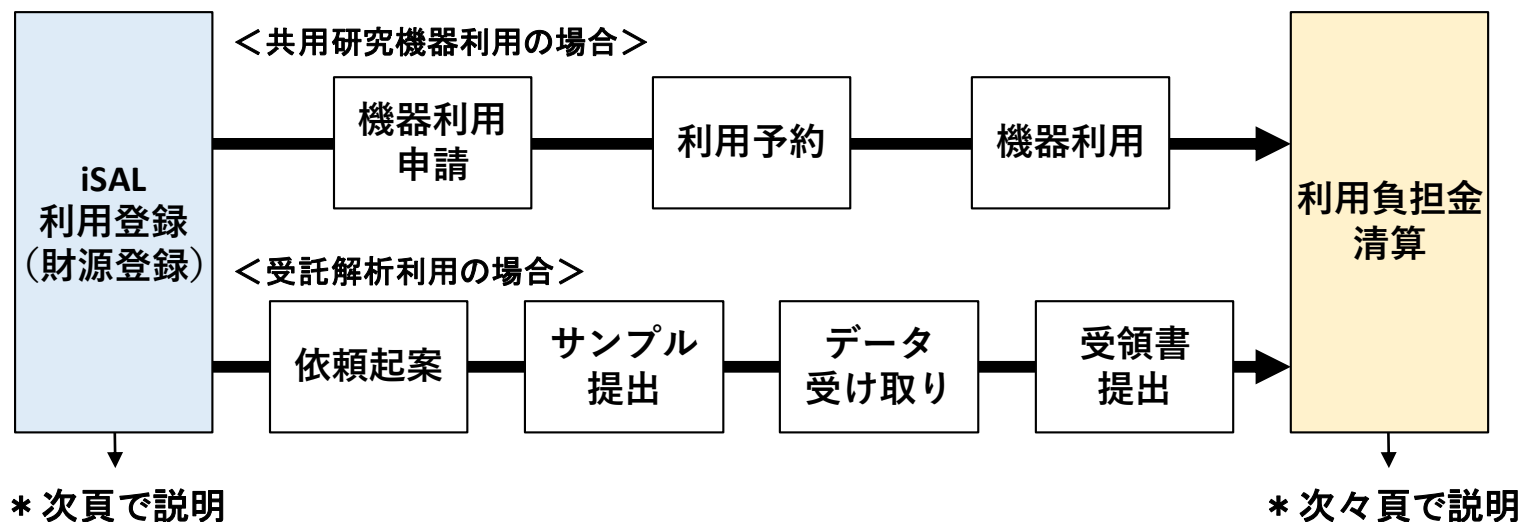 iSAL
利用登録
（財源登録）
＜共用研究機器利用の場合＞
機器利用
申請
利用予約
機器利用
＜受託解析利用の場合＞
依頼起案
サンプル
提出
データ
受け取り
受領書
提出
利用負担金
清算
＊次頁で説明
＊次々頁で説明